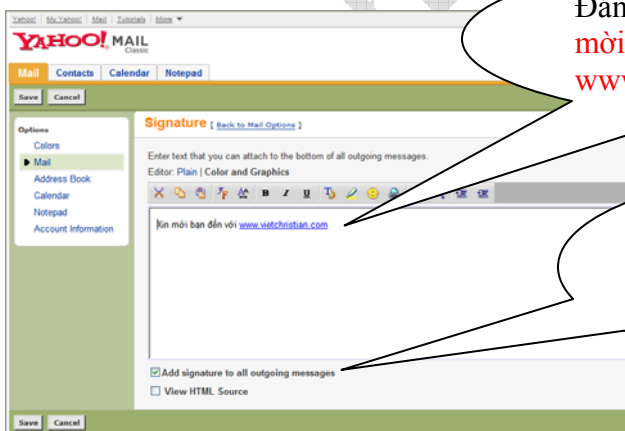 Yahoo! My Yahoo! Mail Tutorials More
YAHOO! MAIL
Classic
Mail Contacts Calendar Notepad
Save Cancel
Options
Colors
Mail
Address Book
Calendar
Notepad
Account Information
Signature [ Back to Mail Options ]
Enter text that you can attach to the bottom of all outgoing messages.
Editor: Plain | Color and Graphics
B I U
Xin mời bạn đến với www.vietchristian.com
Add signature to all outgoing messages
View HTML Source
Save Cancel
mời